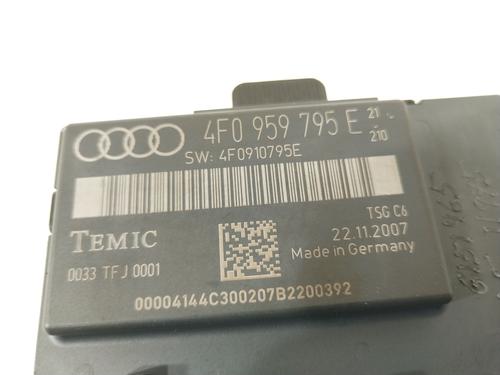 4F0 959 795 E 21
210
SW: 4F0910795E
TSG C6
TEMIC
22.11.2007
Made in Germany
0033 TFJ 0001
00004144C300207B2200392